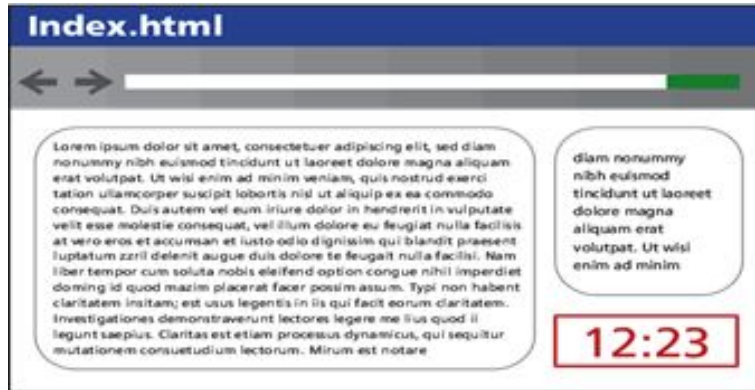 Index.html
Lorem ipsum dolor sit amet, consectetuer adipiscing elit, sed diam
nonummy nibh euismod tincidunt ut laoreet dolore magna aliquam
erat volutpat. Ut wisi enim ad minim veniam, quis nostrud exerci
tation ullamcorper suscipit lobortis nisl ut aliquip ex ea commodo
consequat. Duis autem vel eum iriure dolor in hendrerit in vulputate
velit esse molestie consequat, vel illum dolore eu feugiat nulla facilisis
at vero eros et accumsan et iusto odio dignissim qui blandit praesent
luptatum zzril delenit augue duis dolore te feugait nulla facilisi. Nam
liber tempor cum soluta nobis eleifend option congue nihil imperdiet
doming id quod mazim placerat facer possim assum. Typi non habent
claritatem insitam; est usus legentis in iis qui facit eorum claritatem.
Investigationes demonstraverunt lectores legere me lius quod ii
legunt saepius. Claritas est etiam processus dynamicus, qui sequitur
mutationem consuetudium lectorum. Mirum est notare
diam nonummy
nibh euismod
tincidunt ut laoreet
dolore magna
aliquam erat
volutpat. Ut wisi
enim ad minim
12:23